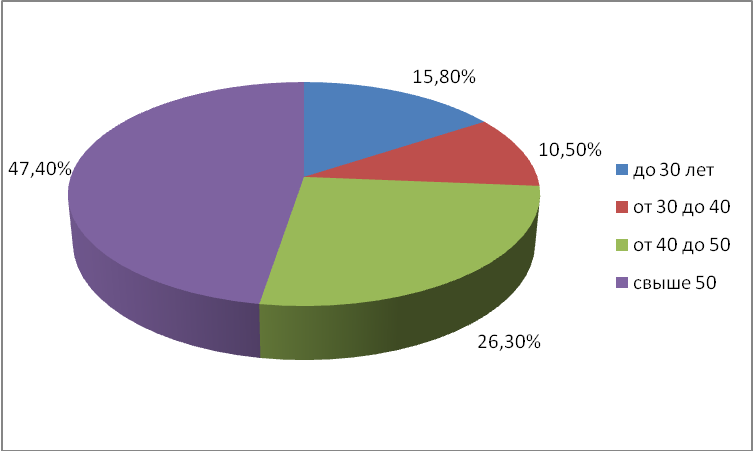 15,80%
10,50%
47,40%
26,30%
до 30 лет
от 30 до 40
от 40 до 50
свыше 50